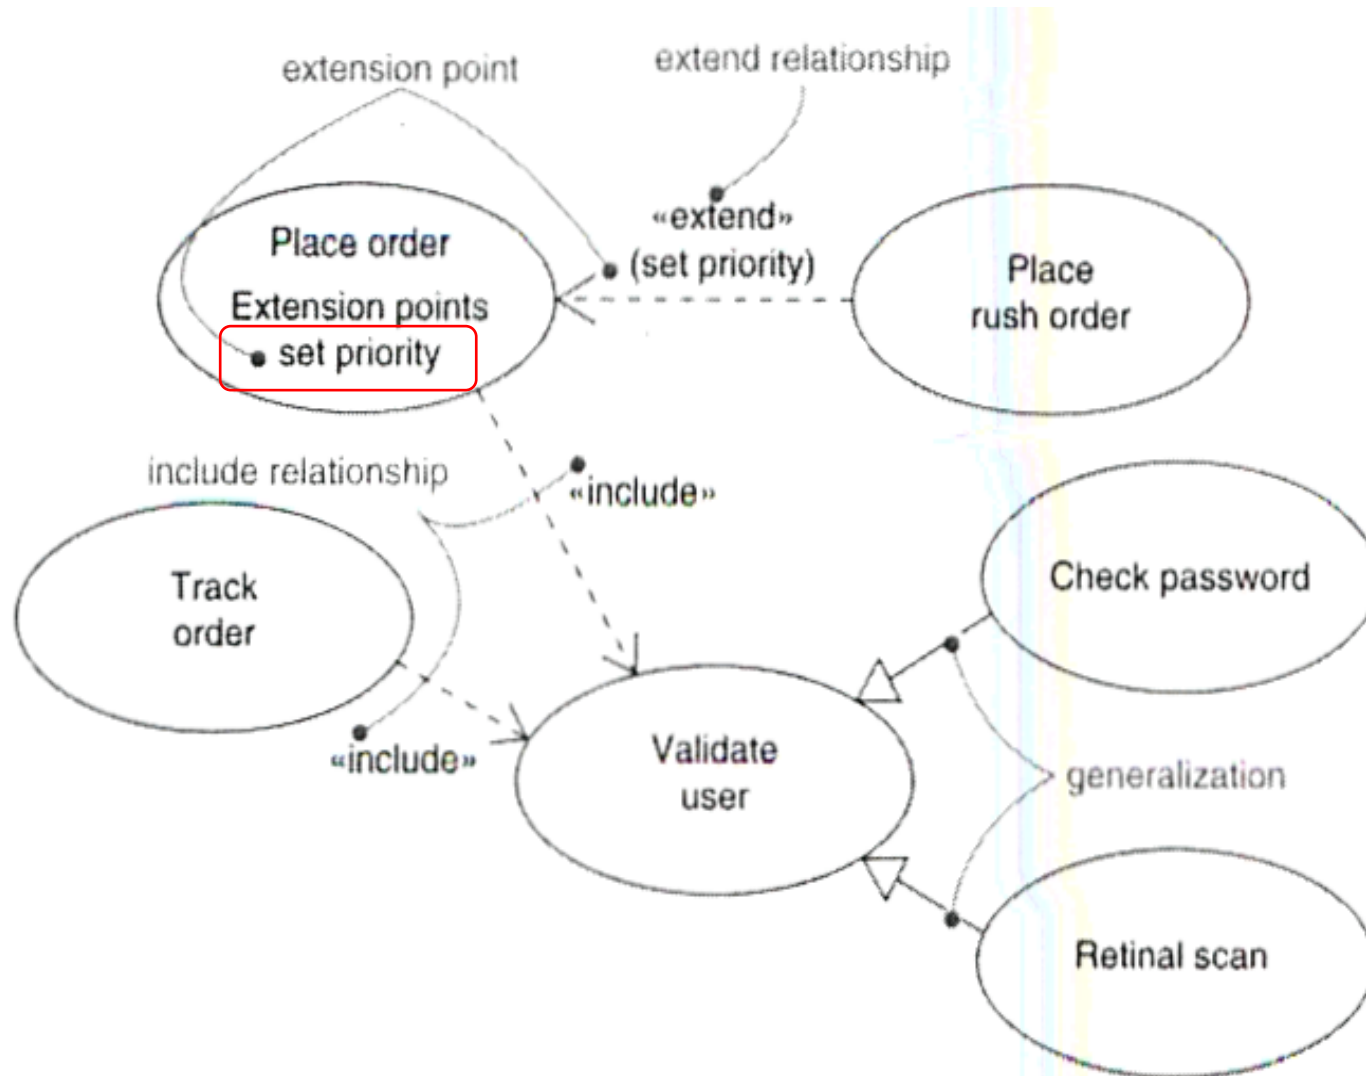 extension point
extend relationship
«extend»
(set priority)
Place order
Extension points
set priority
Place
rush order
include relationship
«include»
Track
order
Check password
«include»
Validate
user
generalization
Retinal scan